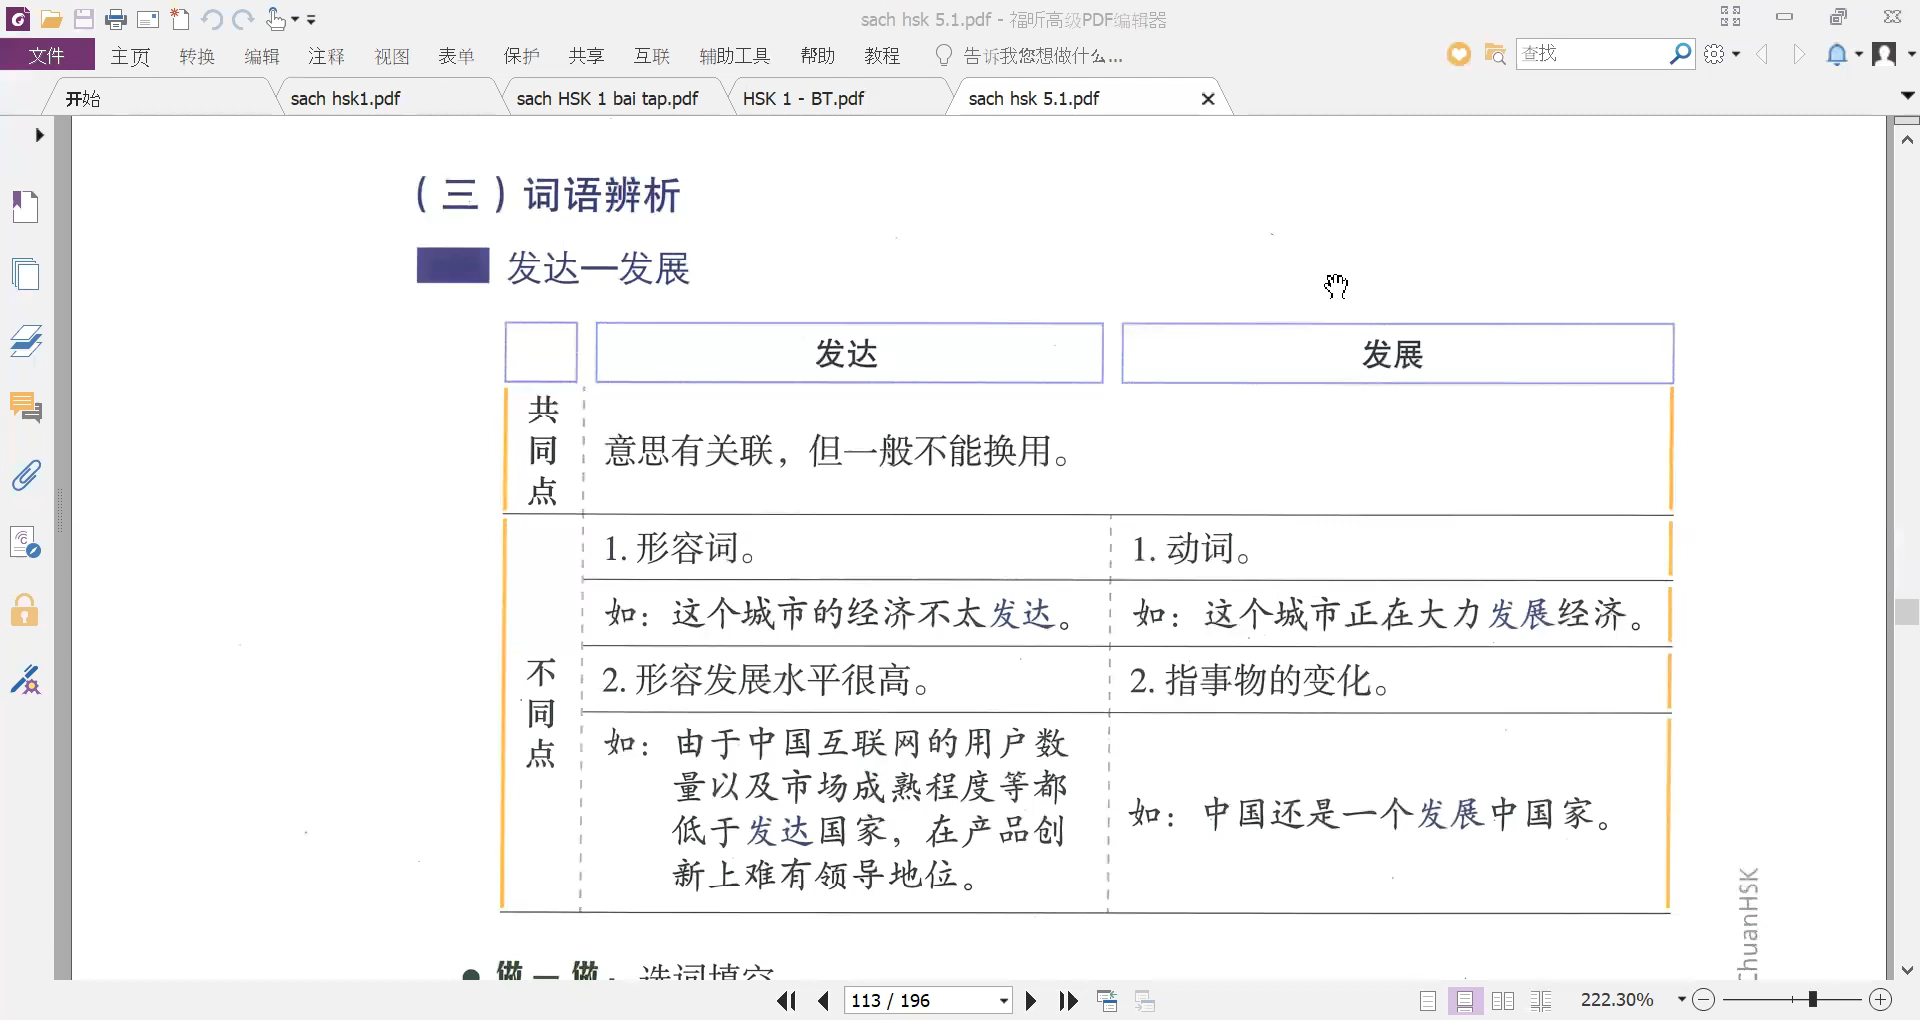 sach hsk 5.1.pdf - 福昕高级PDF编辑器
文件 主页 转换 编辑 注释 视图 表单 保护 共享 互联 辅助工具 帮助 教程 告诉我您想做什么... 查找
开始 sach hsk1.pdf sach HSK 1 bai tap.pdf HSK 1 - BT.pdf sach hsk 5.1.pdf
(三)词语辨析
发达—发展
发达 发展
共同点 意思有关联，但一般不能换用。
不同点
1. 形容词。 1. 动词。
如：这个城市的经济不太发达。 如：这个城市正在大力发展经济。
2. 形容发展水平很高。 2. 指事物的变化。
如：由于中国互联网的用户数
量以及市场成熟程度等都
低于发达国家，在产品创
新上难有领导地位。
如：中国还是一个发展中国家。
chuanHSK
做一做：选词填空
113 / 196 222.30%